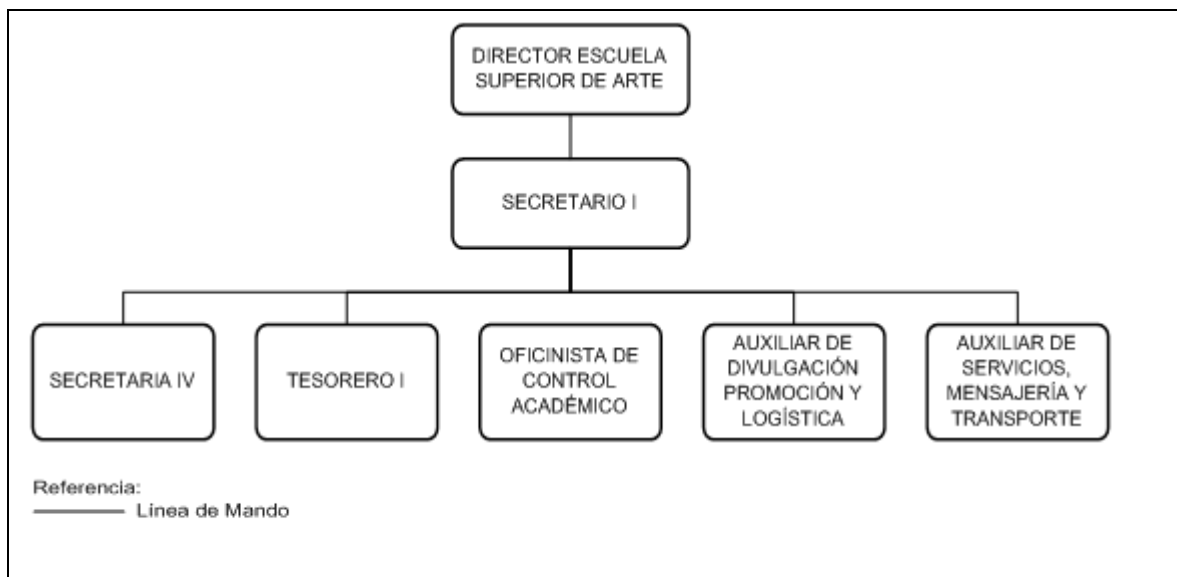 DIRECTOR ESCUELA
SUPERIOR DE ARTE
SECRETARIO I
SECRETARIA IV
TESORERO I
OFICINISTA DE
CONTROL
ACADÉMICO
AUXILIAR DE
DIVULGACIÓN
PROMOCIÓN Y
LOGÍSTICA
AUXILIAR DE
SERVICIOS,
MENSAJERÍA Y
TRANSPORTE
Referencia:
Linea de Mando